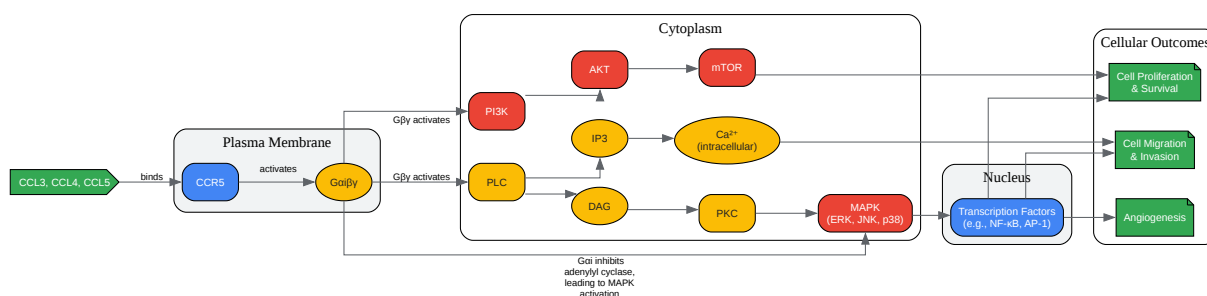 Cytoplasm
Cellular Outcomes
AKT
mTOR
Cell Proliferation
& Survival
PI3K
Gβγ activates
Plasma Membrane
IP3
Ca²⁺
(intracellular)
Cell Migration
& Invasion
CCL3, CCL4, CCL5
binds
CCR5
activates
Gαiβγ
Gβγ activates
PLC
Nucleus
DAG
PKC
MAPK
(ERK, JNK, p38)
Transcription Factors
(e.g., NF-κB, AP-1)
Angiogenesis
Gαi inhibits
adenylyl cyclase,
leading to MAPK
activation